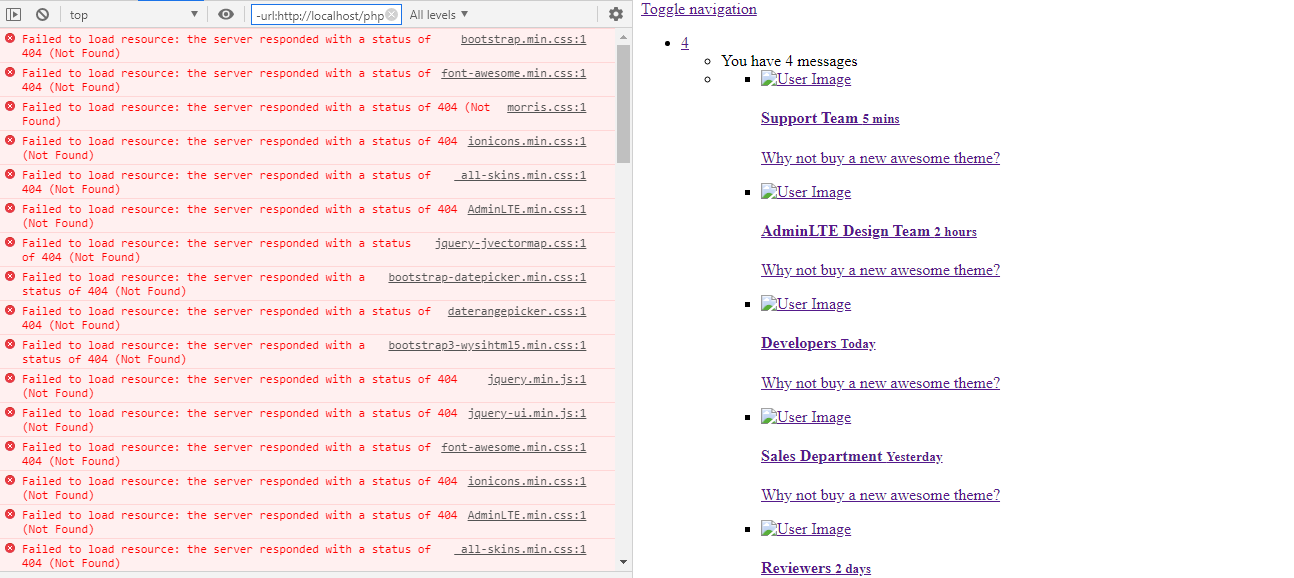 top
-url:http://localhost/php
All levels
Failed to load resource: the server responded with a status of bootstrap.min.css:1
404 (Not Found)
Failed to load resource: the server responded with a status of font-awesome.min.css:1
404 (Not Found)
Failed to load resource: the server responded with a status of 404 (Not morris.css:1
Found)
Failed to load resource: the server responded with a status of 404 ionicons.min.css:1
(Not Found)
Failed to load resource: the server responded with a status of _all-skins.min.css:1
404 (Not Found)
Failed to load resource: the server responded with a status of 404 AdminLTE.min.css:1
(Not Found)
Failed to load resource: the server responded with a status jquery-jvectormap.css:1
of 404 (Not Found)
Failed to load resource: the server responded with a bootstrap-datepicker.min.css:1
status of 404 (Not Found)
Failed to load resource: the server responded with a status of daterangepicker.css:1
404 (Not Found)
Failed to load resource: the server responded with a bootstrap3-wysihtml5.min.css:1
status of 404 (Not Found)
Failed to load resource: the server responded with a status of 404 jquery.min.js:1
(Not Found)
Failed to load resource: the server responded with a status of 404 jquery-ui.min.js:1
(Not Found)
Failed to load resource: the server responded with a status of font-awesome.min.css:1
404 (Not Found)
Failed to load resource: the server responded with a status of 404 ionicons.min.css:1
(Not Found)
Failed to load resource: the server responded with a status of 404 AdminLTE.min.css:1
(Not Found)
Failed to load resource: the server responded with a status of _all-skins.min.css:1
404 (Not Found)
Toggle navigation
4
You have 4 messages
User Image
Support Team 5 mins
Why not buy a new awesome theme?
User Image
AdminLTE Design Team 2 hours
Why not buy a new awesome theme?
User Image
Developers Today
Why not buy a new awesome theme?
User Image
Sales Department Yesterday
Why not buy a new awesome theme?
User Image
Reviewers 2 days